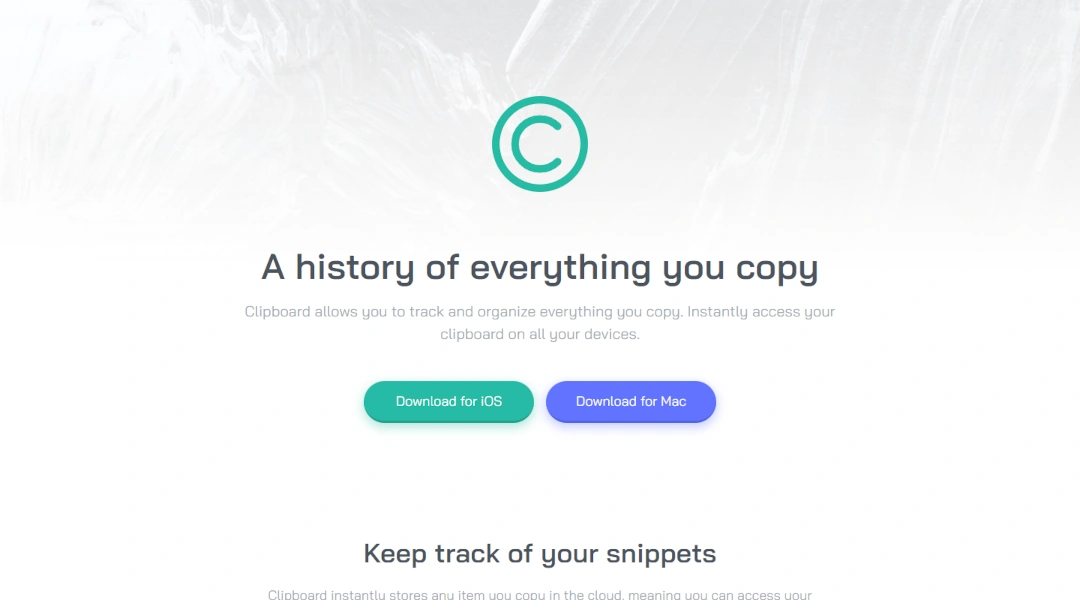 A history of everything you copy
Clipboard allows you to track and organize everything you copy. Instantly access your
clipboard on all your devices.
Download for iOS
Download for Mac
Keep track of your snippets
Clipboard instantly stores any item you copy in the cloud, meaning you can access your